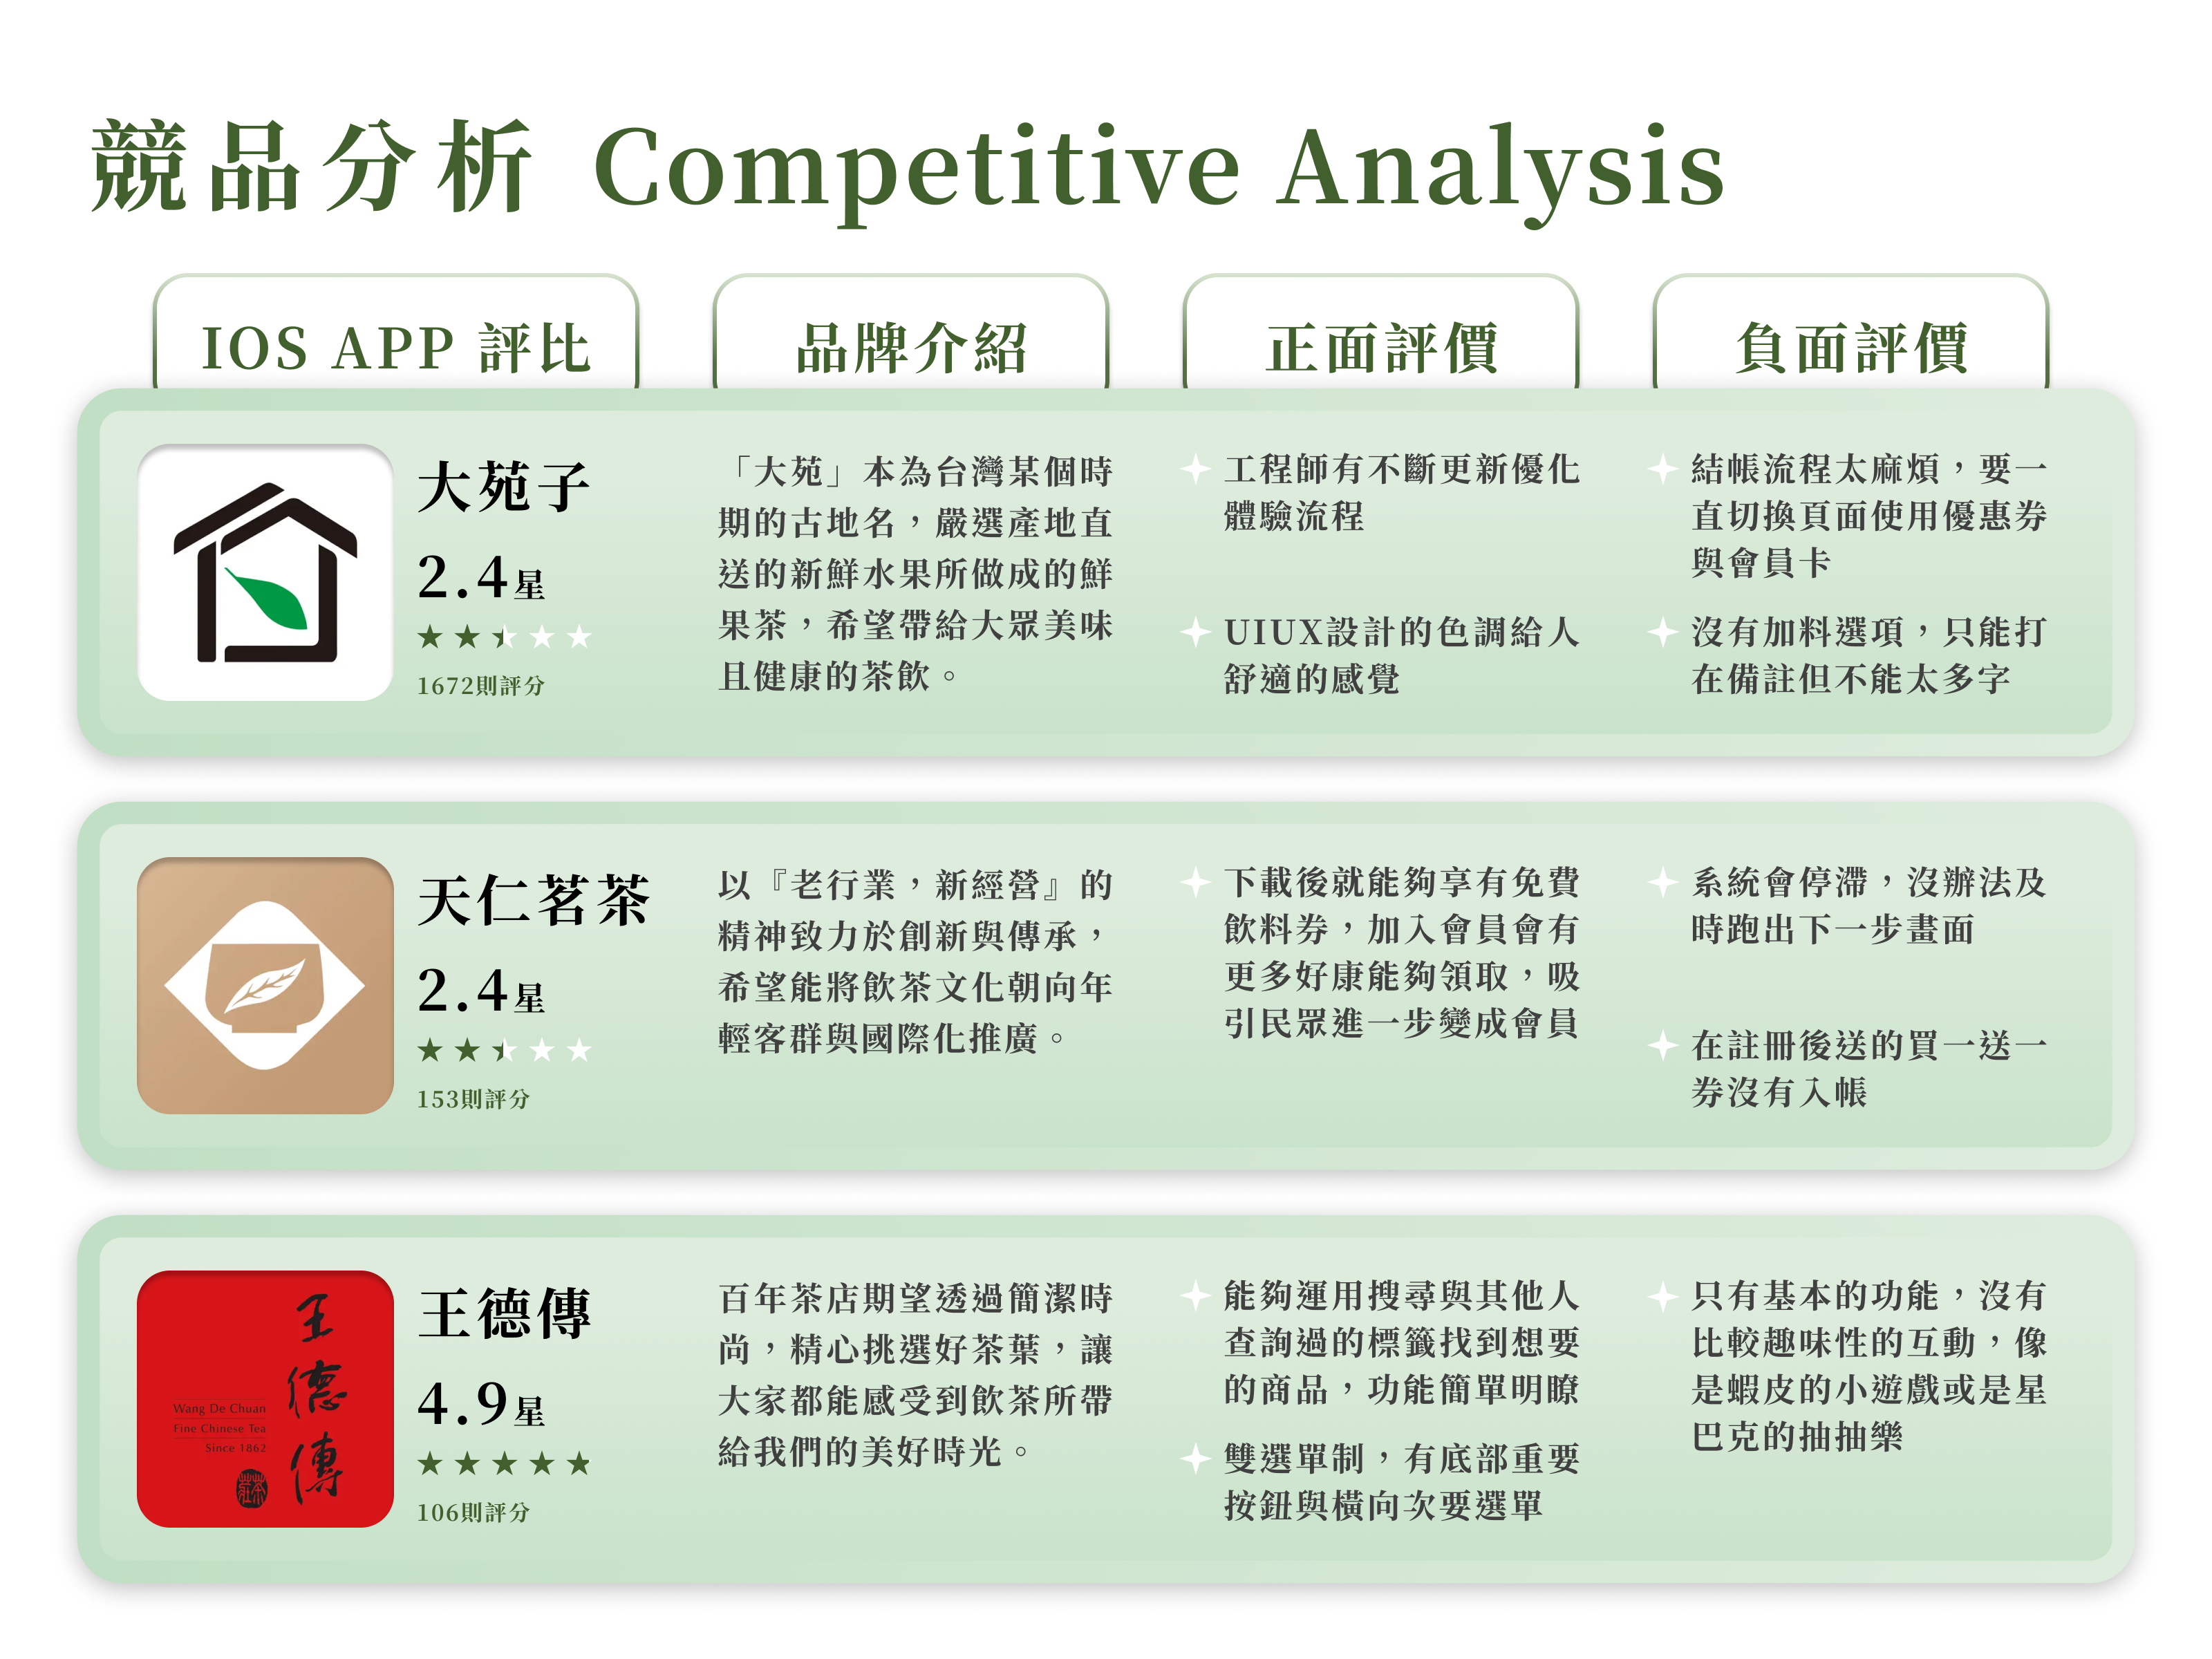 競品分析 Competitive Analysis
IOS APP 評比
品牌介紹
正面評價
負面評價
大苑子
2.4星
1672則評分
「大苑」本為台灣某個時
期的古地名，嚴選產地直
送的新鮮水果所做成的鮮
果茶，希望帶給大眾美味
且健康的茶飲。
工程師有不斷更新優化
體驗流程
UIUX設計的色調給人
舒適的感覺
結帳流程太麻煩，要一
直切換頁面使用優惠券
與會員卡
沒有加料選項，只能打
在備註但不能太多字
天仁茗茶
2.4星
153則評分
以『老行業，新經營』的
精神致力於創新與傳承，
希望能將飲茶文化朝向年
輕客群與國際化推廣。
下載後就能夠享有免費
飲料券，加入會員會有
更多好康能夠領取，吸
引民眾進一步變成會員
系統會停滯，沒辦法及
時跑出下一步畫面
在註冊後送的買一送一
券沒有入帳
王德傳
Wang De Chuan
Fine Chinese Tea
Since 1862
王德傳
4.9星
106則評分
百年茶店期望透過簡潔時
尚，精心挑選好茶葉，讓
大家都能感受到飲茶所帶
給我們的美好時光。
能夠運用搜尋與其他人
查詢過的標籤找到想要
的商品，功能簡單明瞭
雙選單制，有底部重要
按鈕與橫向次要選單
只有基本的功能，沒有
比較趣味性的互動，像
是蝦皮的小遊戲或是星
巴克的抽抽樂